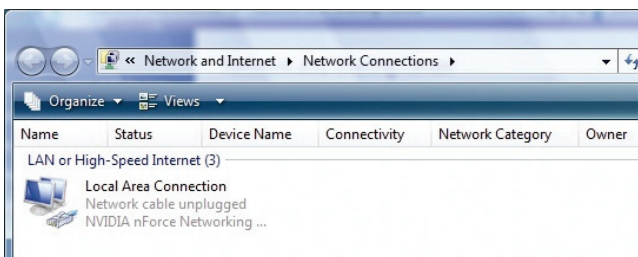 « Network and Internet ▸ Network Connections ▸
Organize ▾ Views ▾
Name Status Device Name Connectivity Network Category Owner
LAN or High-Speed Internet (3)
Local Area Connection
Network cable unplugged
NVIDIA nForce Networking ...